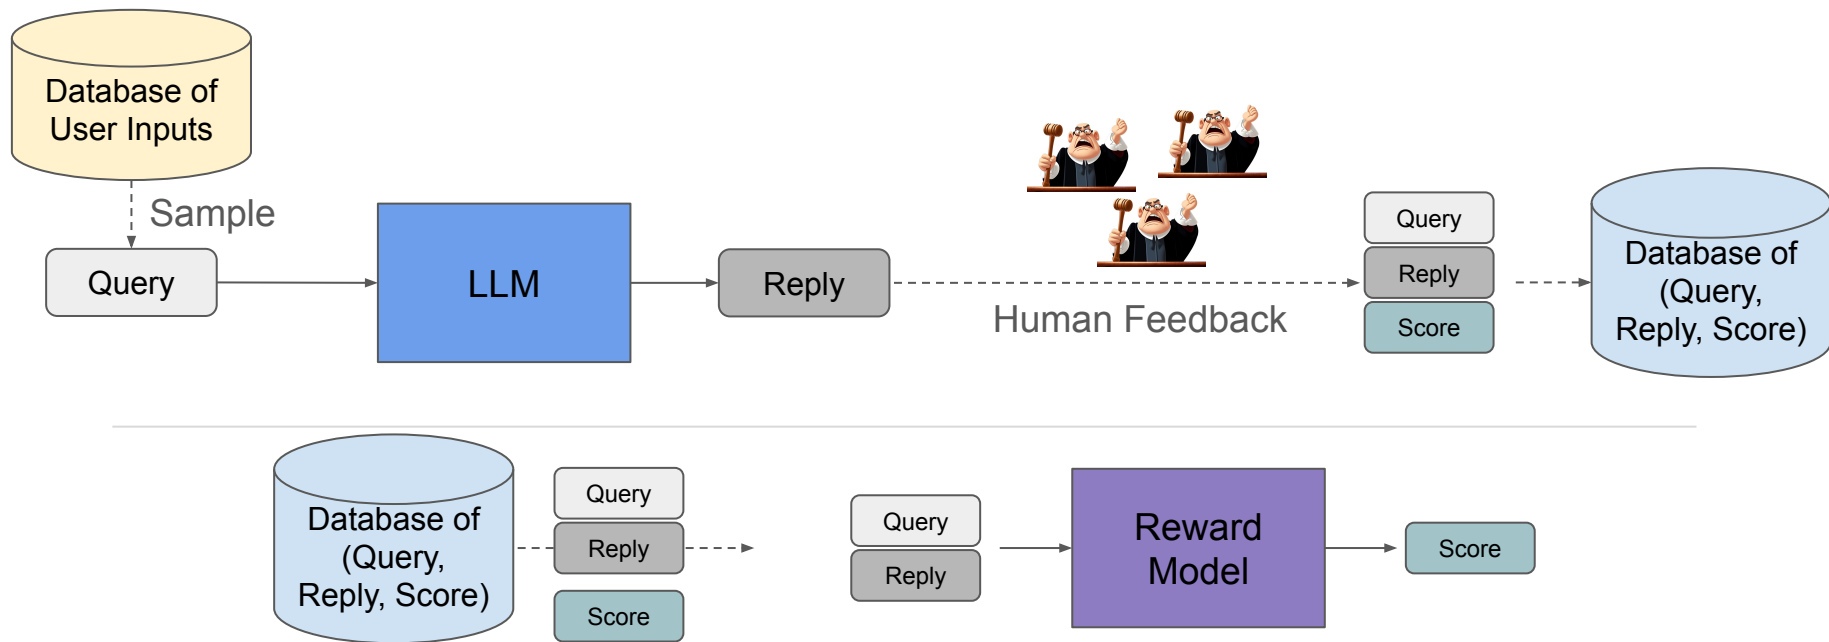 Database of
User Inputs
Sample
Query
LLM
Reply
Human Feedback
Query
Reply
Score
Database of
(Query,
Reply, Score)
Database of
(Query,
Reply, Score)
Query
Reply
Score
Query
Reply
Reward
Model
Score